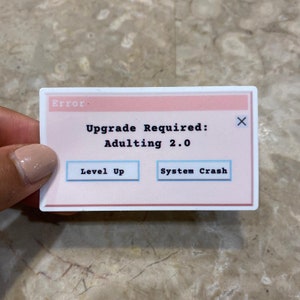 Error
Upgrade Required:
Adulting 2.0
Level Up
System Crash